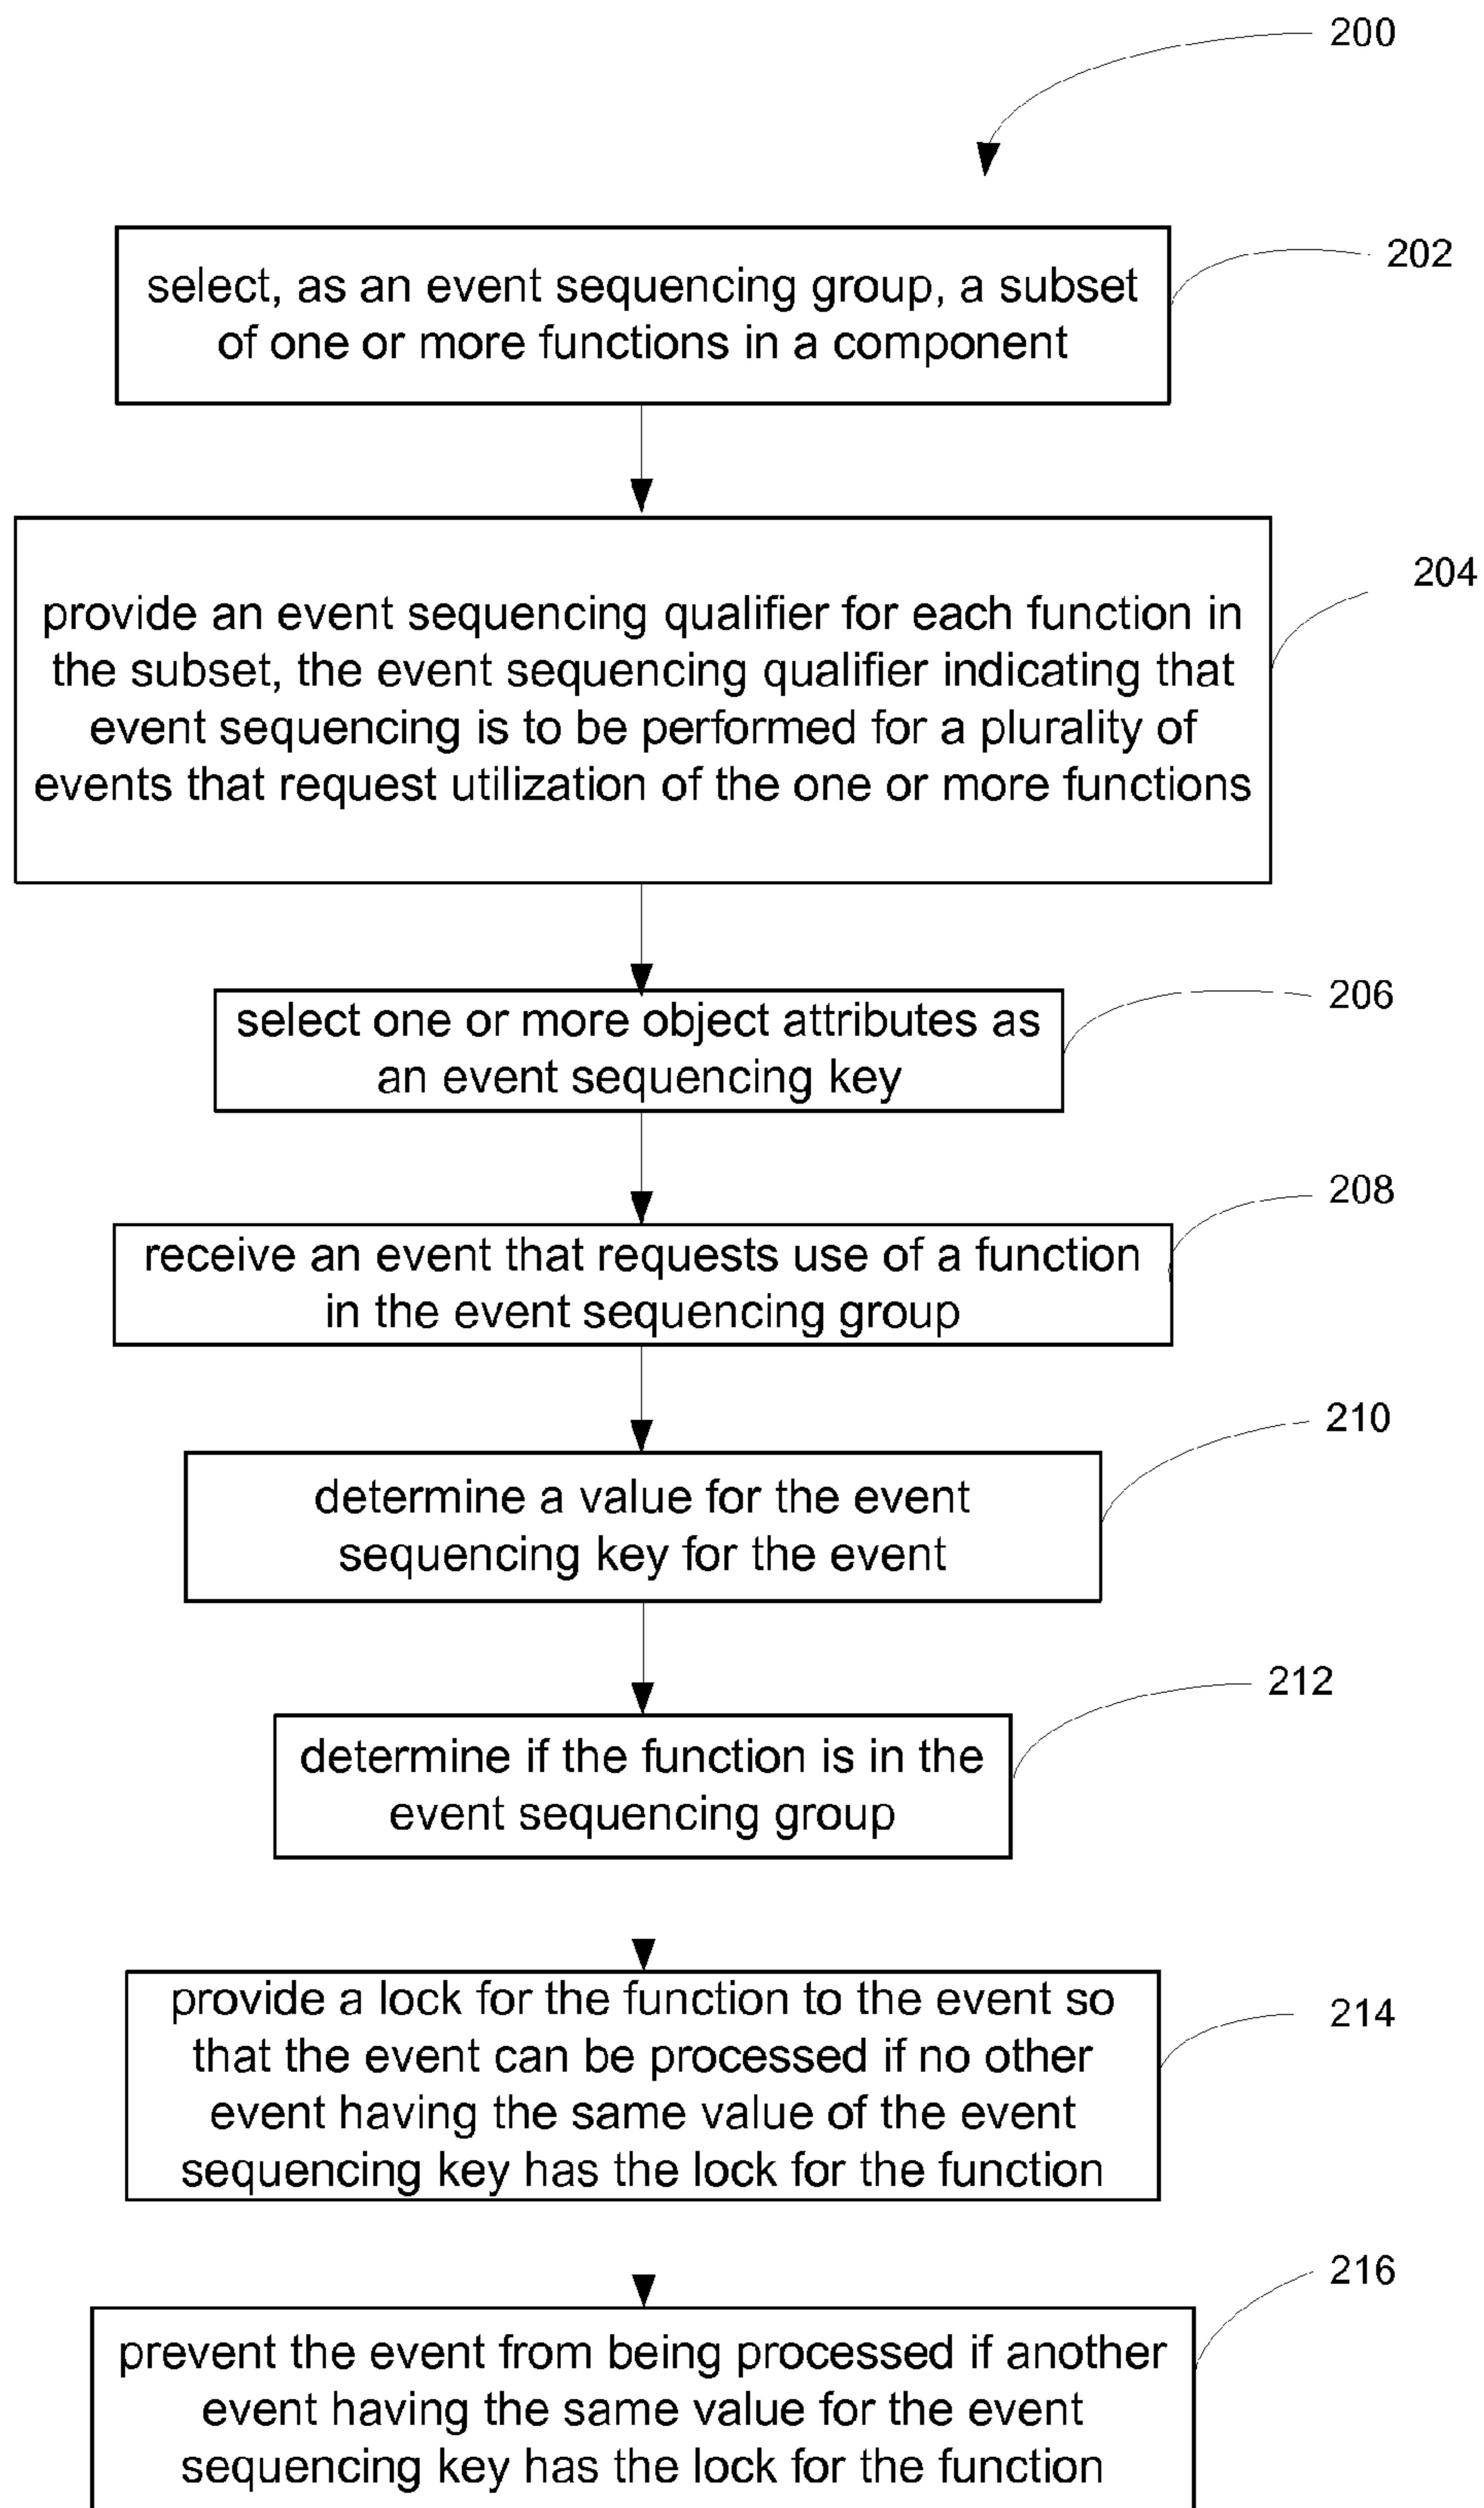 200
select, as an event sequencing group, a subset
of one or more functions in a component
202
provide an event sequencing qualifier for each function in
the subset, the event sequencing qualifier indicating that
event sequencing is to be performed for a plurality of
events that request utilization of the one or more functions
204
select one or more object attributes as
an event sequencing key
206
receive an event that requests use of a function
in the event sequencing group
208
determine a value for the event
sequencing key for the event
210
determine if the function is in the
event sequencing group
212
provide a lock for the function to the event so
that the event can be processed if no other
event having the same value of the event
sequencing key has the lock for the function
214
prevent the event from being processed if another
event having the same value for the event
sequencing key has the lock for the function
216